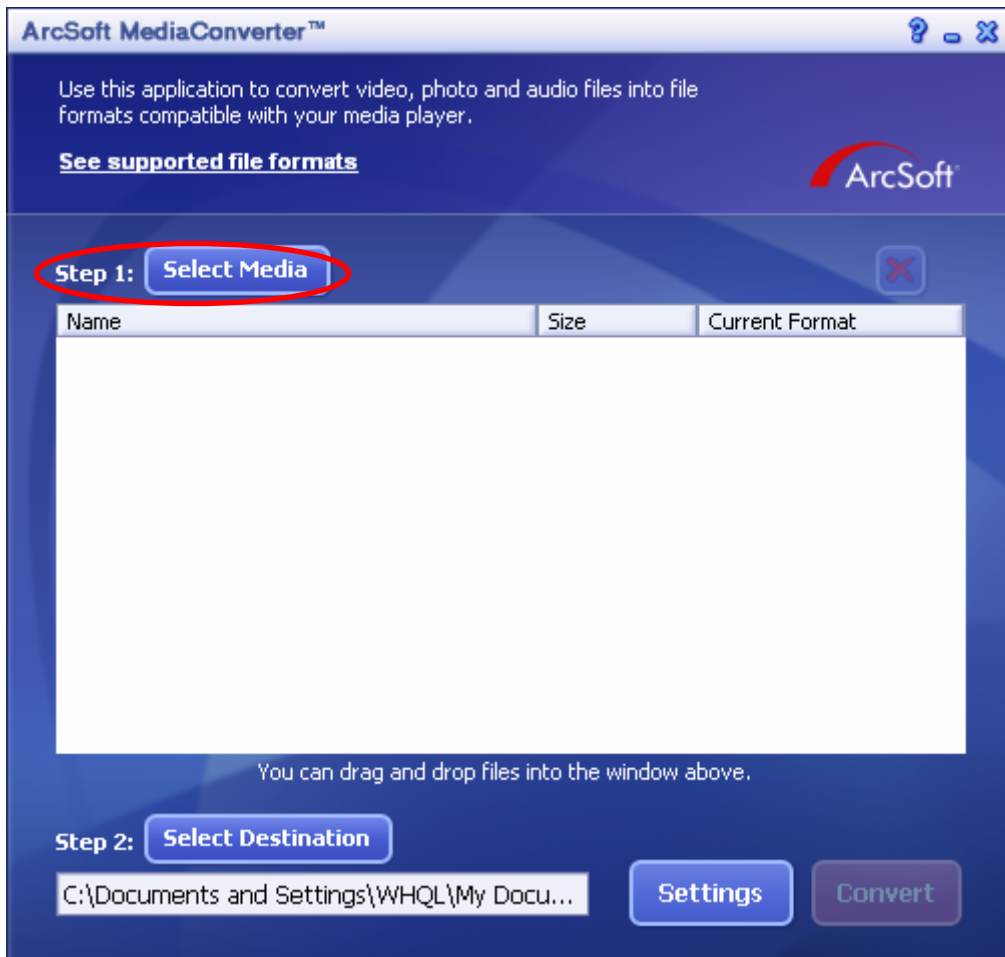 ArcSoft MediaConverter™
Use this application to convert video, photo and audio files into file
formats compatible with your media player.
See supported file formats
ArcSoft
Step 1: Select Media
Name Size Current Format
You can drag and drop files into the window above.
Step 2: Select Destination
C:\Documents and Settings\WHQL\My Docu...
Settings Convert